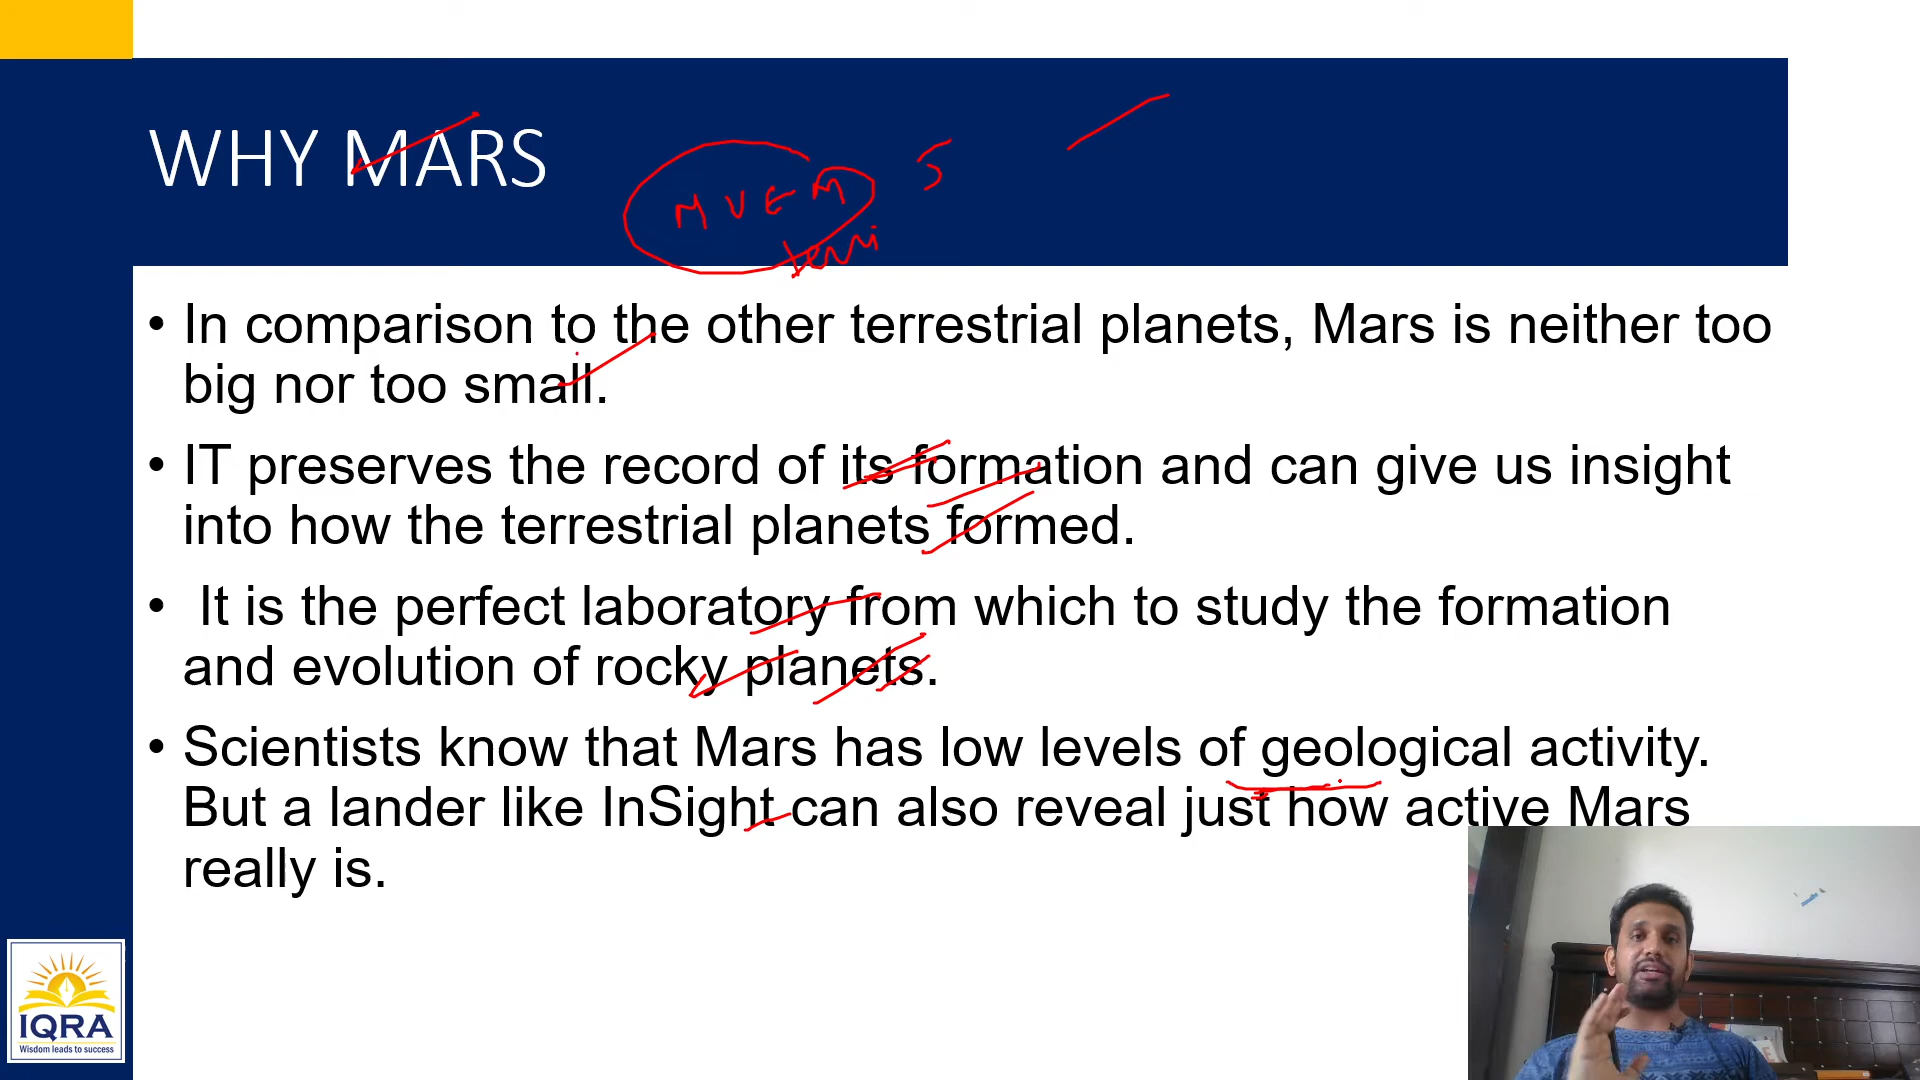 WHY MARS
M V E M 5
terri
• In comparison to the other terrestrial planets, Mars is neither too
big nor too small.
• IT preserves the record of its formation and can give us insight
into how the terrestrial planets formed.
• It is the perfect laboratory from which to study the formation
and evolution of rocky planets.
• Scientists know that Mars has low levels of geological activity.
But a lander like InSight can also reveal just how active Mars
really is.
IQRA
Wisdom leads to success